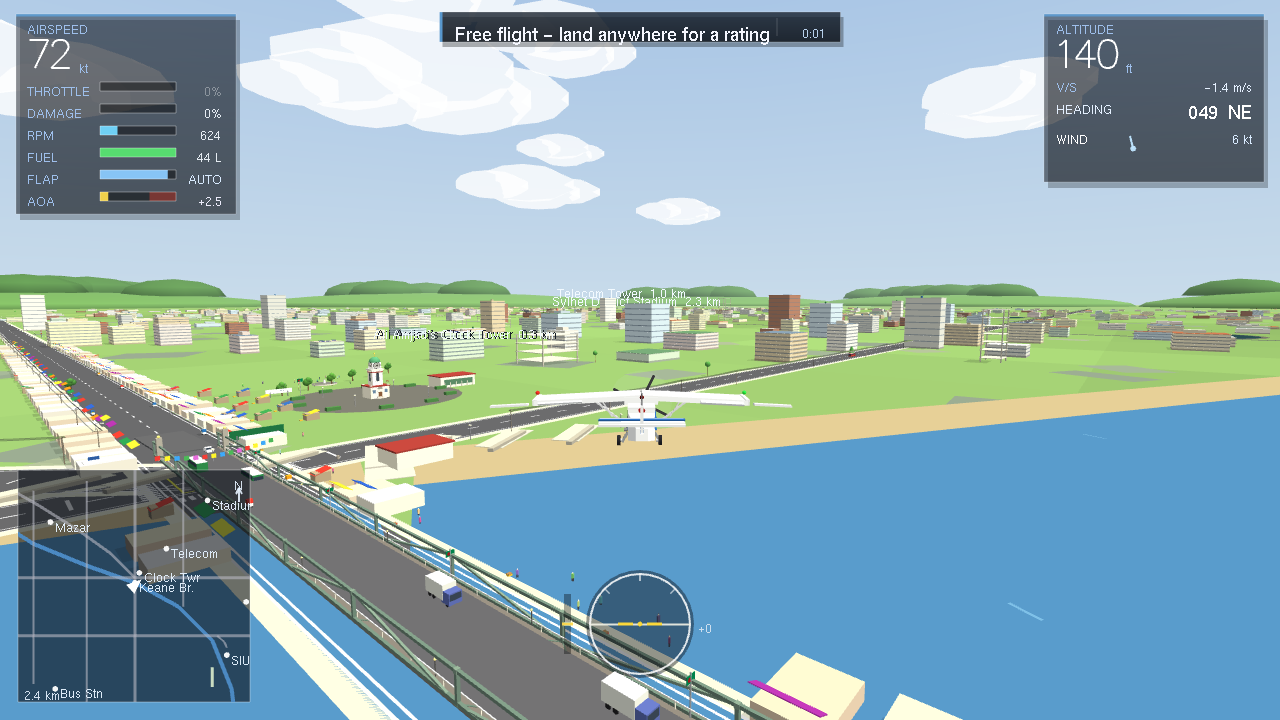 AIRSPEED
72 kt
THROTTLE 0%
DAMAGE 0%
RPM 624
FUEL 44 L
FLAP AUTO
AOA +2.5
Free flight – land anywhere for a rating 0:01
ALTITUDE
140 ft
V/S −1.4 m/s
HEADING 049 NE
WIND 6 kt
Telecom Tower 1.0 km
Stadium 2.3 km
Clock Tower 0.3 km
N
Stadiur
Mazar
Telecom
Clock Twr
Keane Br.
SIU
2.4 km
Bus Stn
+0